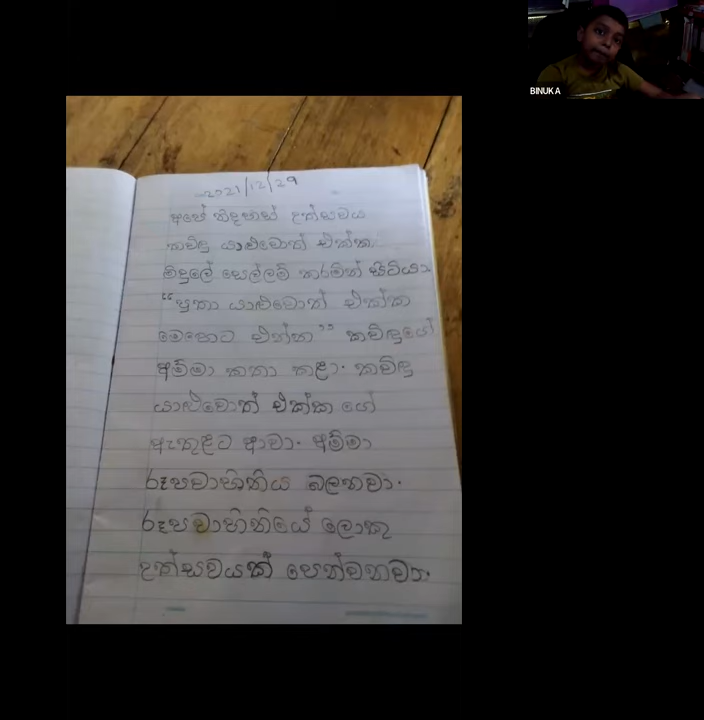 BINUKA
2021/12/29
අපේ නිදහස් උත්සවය
කවිඳු යාළුවොත් එක්ක
මිදුලේ සෙල්ලම් කරමින් සිටියා.
“පුතා යාළුවොත් එක්ක
මෙහෙට එන්න” කවිඳුගේ
අම්මා කතා කළා. කවිඳු
යාළුවොත් එක්ක ගේ
ඇතුළට ආවා. අම්මා
රූපවාහිනිය බලනවා.
රූපවාහිනියේ ලොකු
උත්සවයක් පෙන්වනවා.